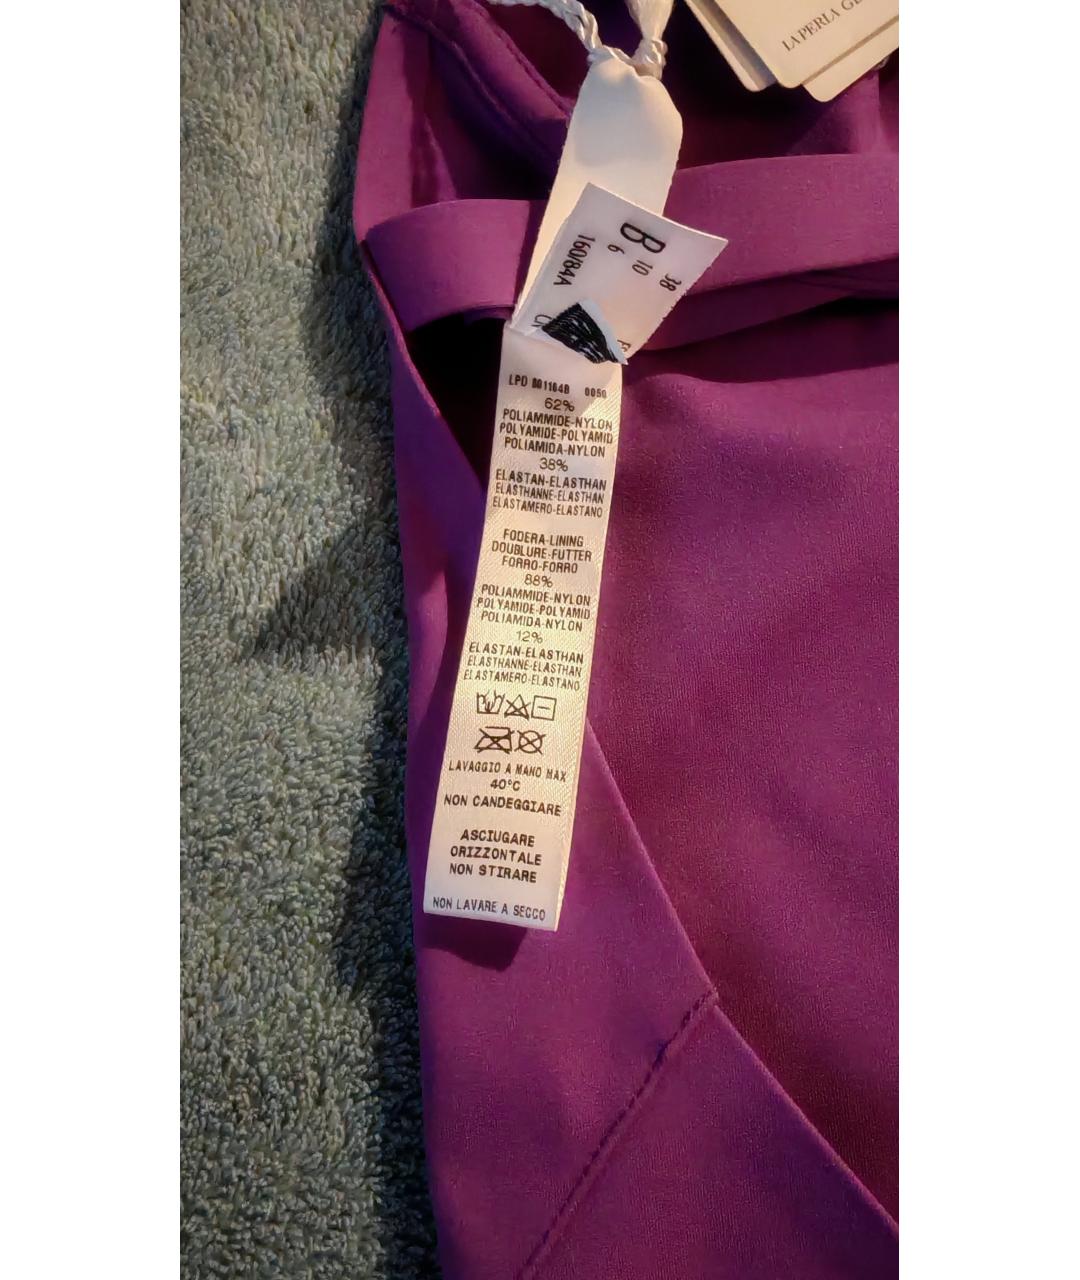 LA PERLA
38
B 10
6
160/84A
LPD 0050
62%
POLIAMMIDE-NYLON
POLYAMIDE-POLYAMID
POLIAMIDA-NYLON
38%
ELASTAN-ELASTHAN
ELASTHANNE-ELASTHAN
ELASTAMERO-ELASTANO
FODERA-LINING
DOUBLURE-FUTTER
FORRO-FORRO
88%
POLIAMMIDE-NYLON
POLYAMIDE-POLYAMID
POLIAMIDA-NYLON
12%
ELASTAN-ELASTHAN
ELASTHANNE-ELASTHAN
ELASTAMERO-ELASTANO
LAVAGGIO A MANO MAX
40°C
NON CANDEGGIARE
ASCIUGARE
ORIZZONTALE
NON STIRARE
NON LAVARE A SECCO